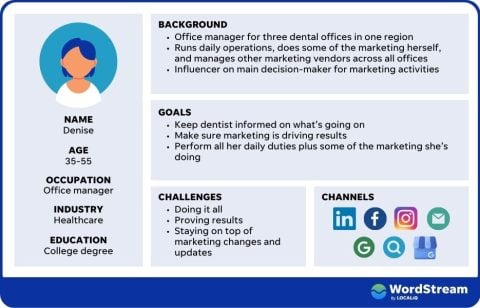 NAME
Denise
AGE
35-55
OCCUPATION
Office manager
INDUSTRY
Healthcare
EDUCATION
College degree
BACKGROUND
• Office manager for three dental offices in one region
• Runs daily operations, does some of the marketing herself,
and manages other marketing vendors across all offices
• Influencer on main decision-maker for marketing activities
GOALS
• Keep dentist informed on what's going on
• Make sure marketing is driving results
• Perform all her daily duties plus some of the marketing she's
doing
CHALLENGES
• Doing it all
• Proving results
• Staying on top of
marketing changes and
updates
CHANNELS
in
f
G
G
WordStream
By LOCALiQ